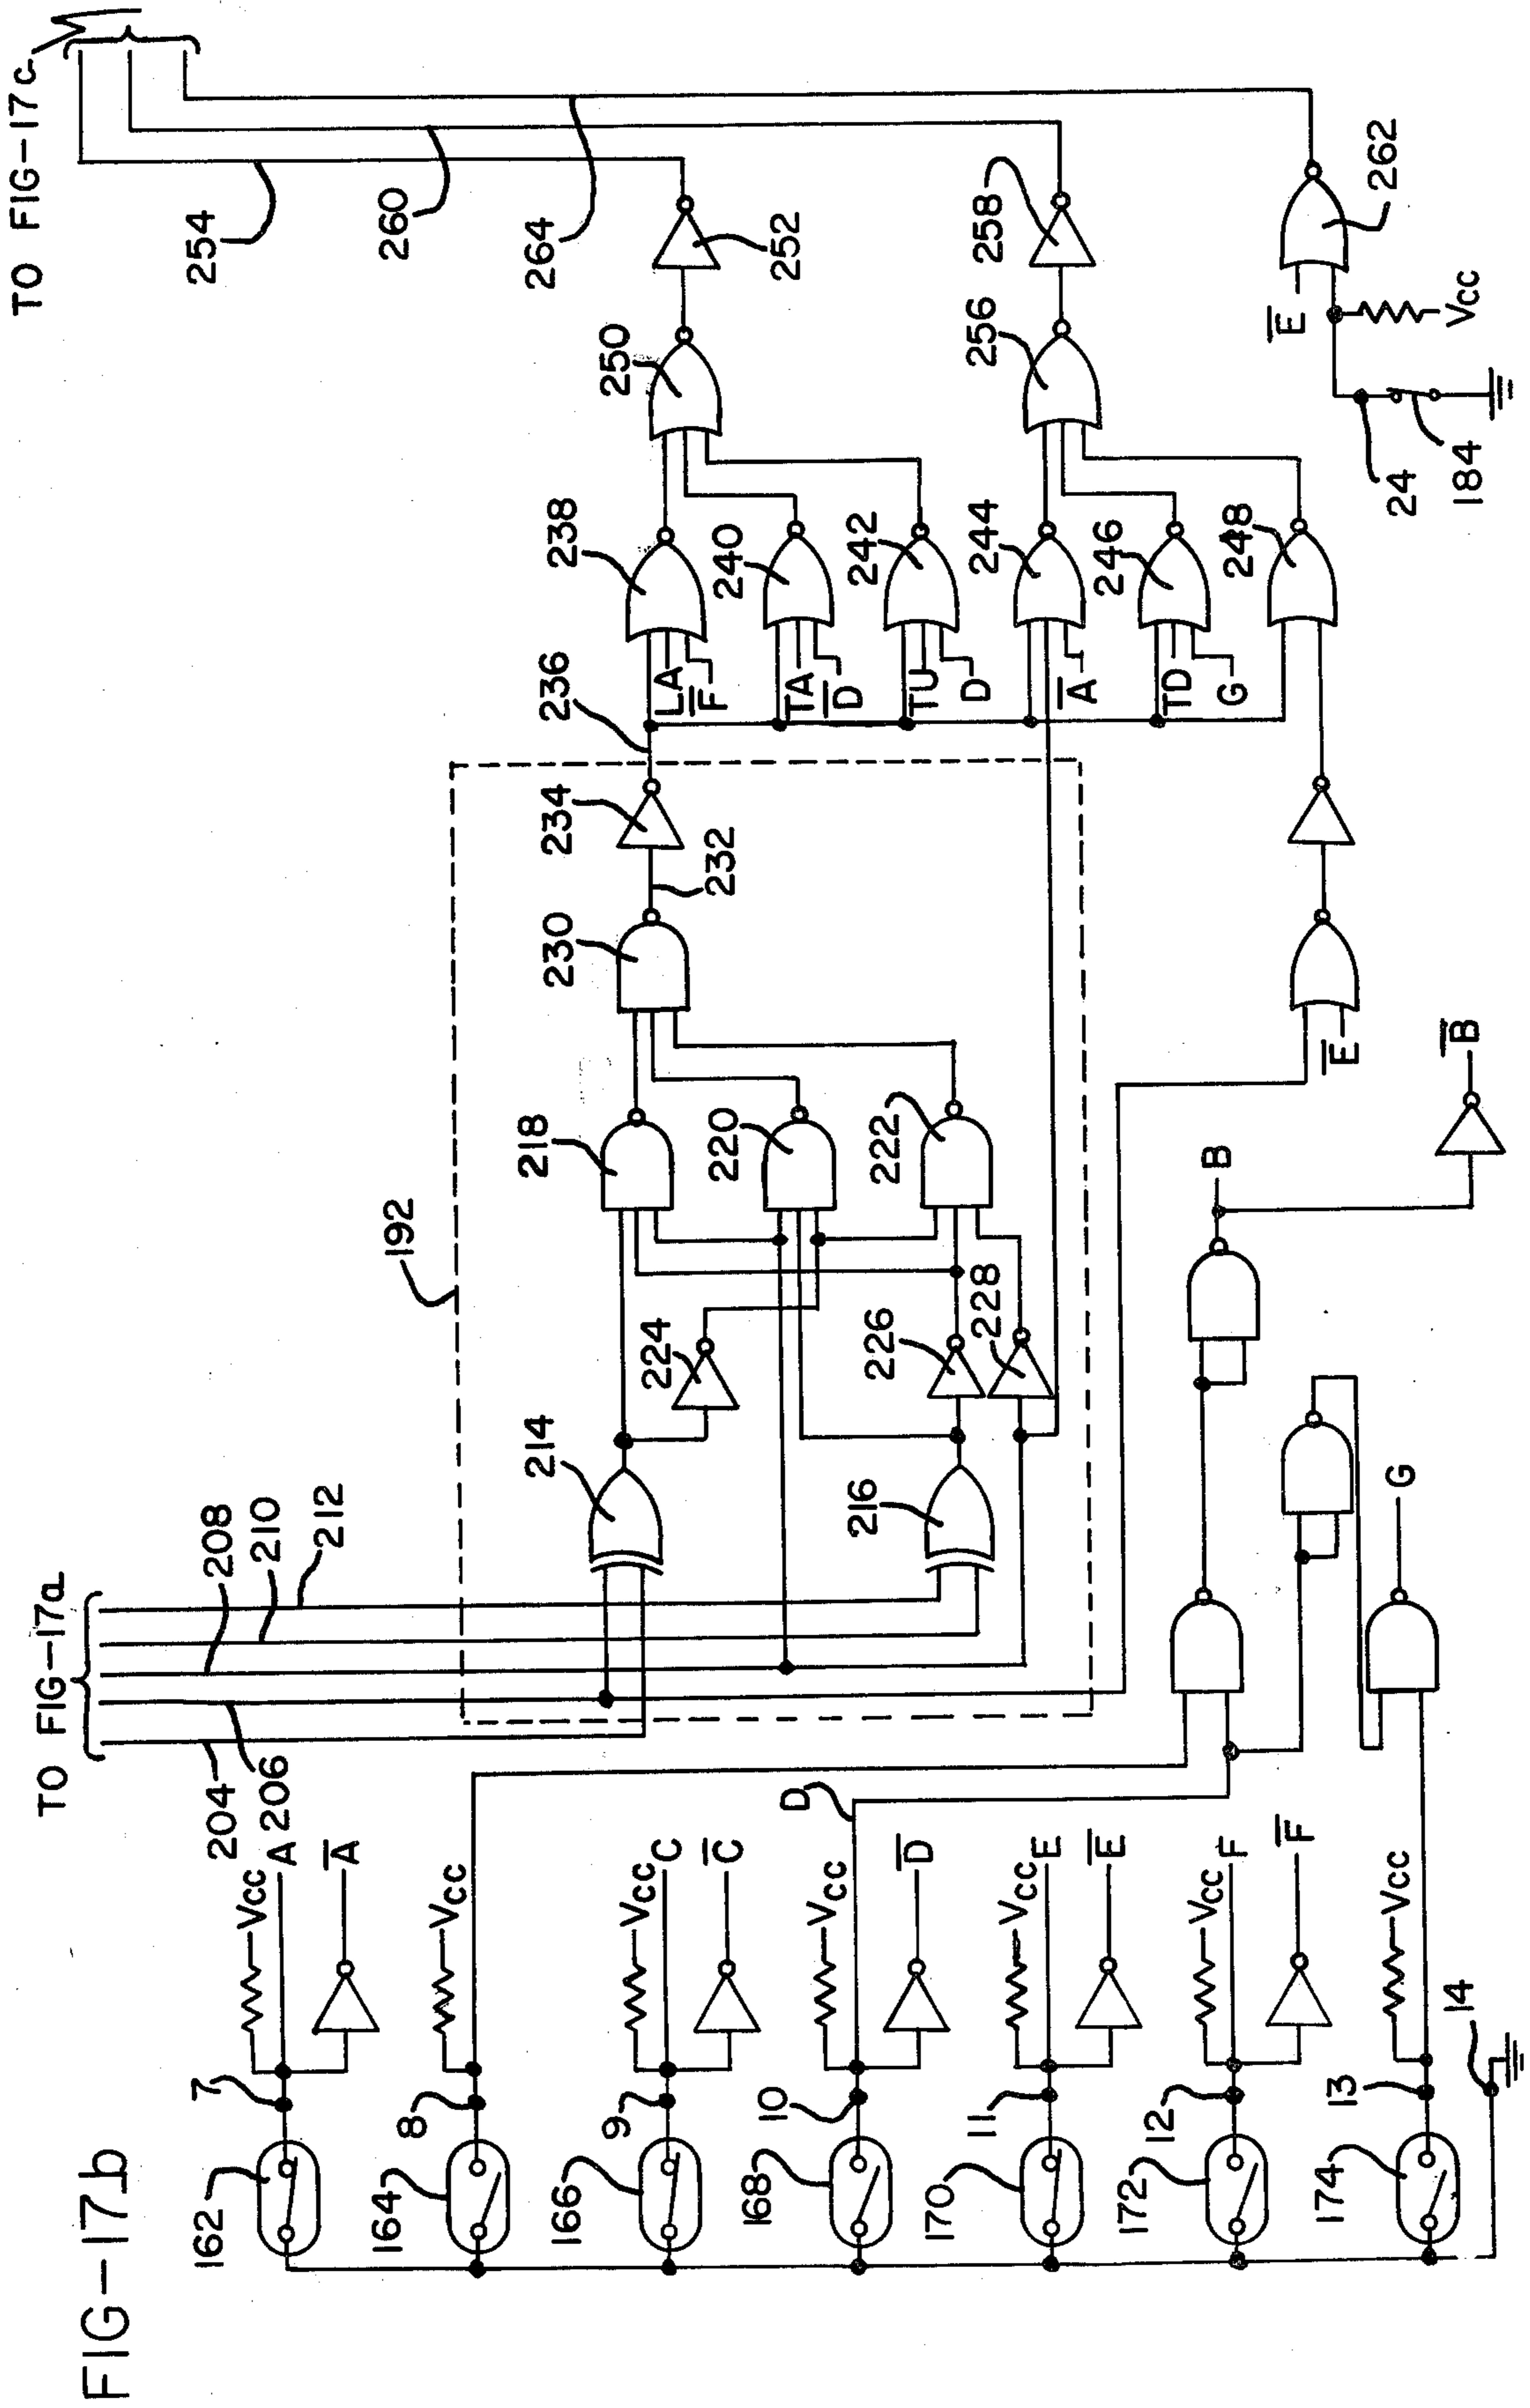 TO FIG-17a
TO FIG-17c
FIG-17b
204
206
208
210
212
254
260
264
162
7
VCC
A
A̅
192
214
218
230
234
236
238
250
252
232
LA
F̅
164
8
VCC
224
220
240
TA
D̅
166
9
VCC
C
C̅
216
226
222
242
TU
D
168
10
VCC
D
D̅
228
244
256
258
A̅
170
11
VCC
E
E̅
246
TD
G
172
12
VCC
F
F̅
B
248
E̅
E̅
262
174
13
VCC
G
24
14
B̅
184
VCC